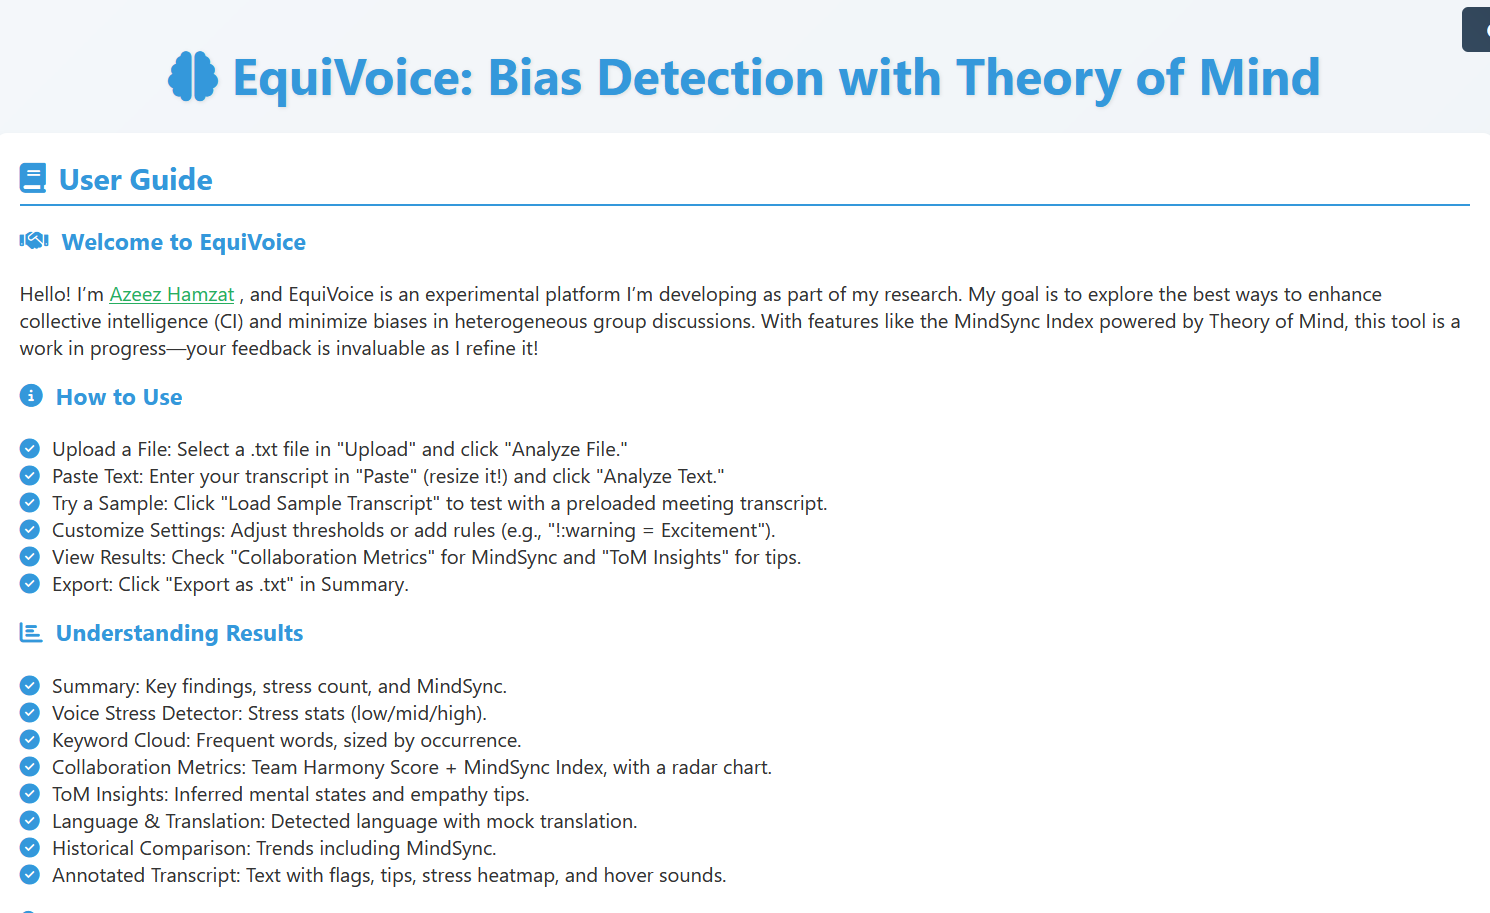 EquiVoice: Bias Detection with Theory of Mind
User Guide
Welcome to EquiVoice
Hello! I’m Azeez Hamzat , and EquiVoice is an experimental platform I’m developing as part of my research. My goal is to explore the best ways to enhance
collective intelligence (CI) and minimize biases in heterogeneous group discussions. With features like the MindSync Index powered by Theory of Mind, this tool is a
work in progress—your feedback is invaluable as I refine it!
How to Use
Upload a File: Select a .txt file in "Upload" and click "Analyze File."
Paste Text: Enter your transcript in "Paste" (resize it!) and click "Analyze Text."
Try a Sample: Click "Load Sample Transcript" to test with a preloaded meeting transcript.
Customize Settings: Adjust thresholds or add rules (e.g., "!:warning = Excitement").
View Results: Check "Collaboration Metrics" for MindSync and "ToM Insights" for tips.
Export: Click "Export as .txt" in Summary.
Understanding Results
Summary: Key findings, stress count, and MindSync.
Voice Stress Detector: Stress stats (low/mid/high).
Keyword Cloud: Frequent words, sized by occurrence.
Collaboration Metrics: Team Harmony Score + MindSync Index, with a radar chart.
ToM Insights: Inferred mental states and empathy tips.
Language & Translation: Detected language with mock translation.
Historical Comparison: Trends including MindSync.
Annotated Transcript: Text with flags, tips, stress heatmap, and hover sounds.